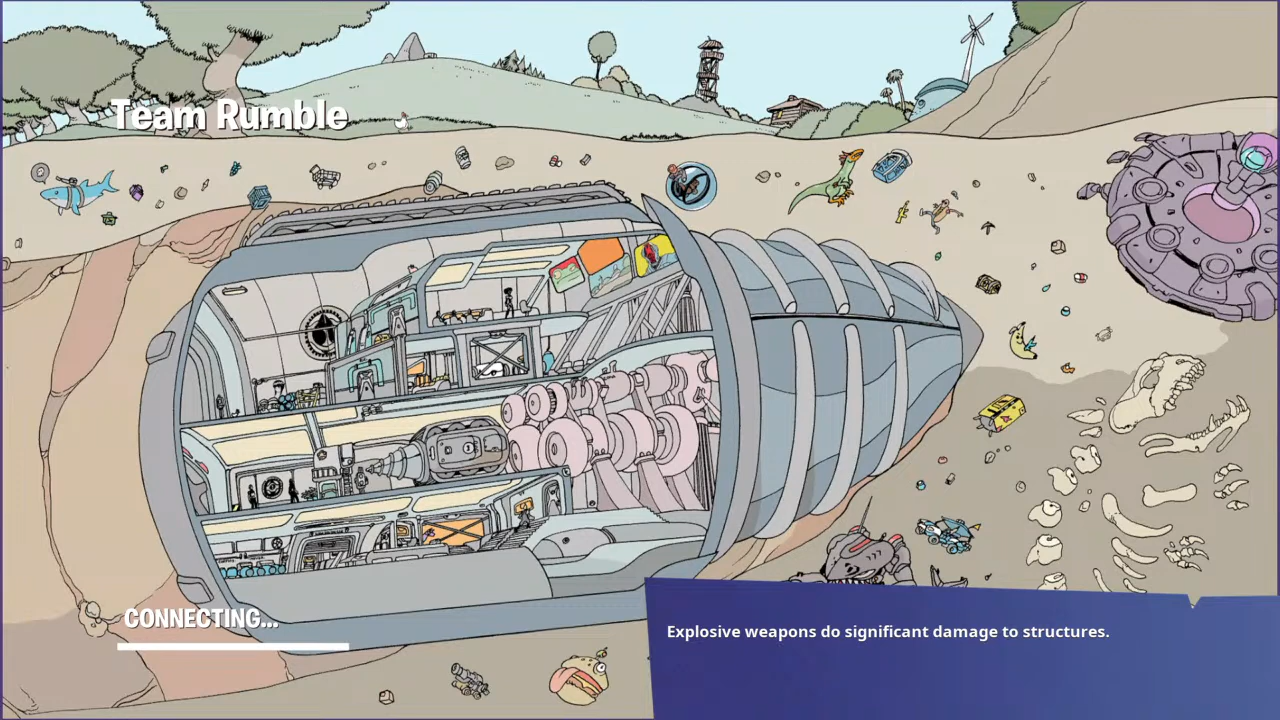 Team Rumble
CONNECTING...
Explosive weapons do significant damage to structures.